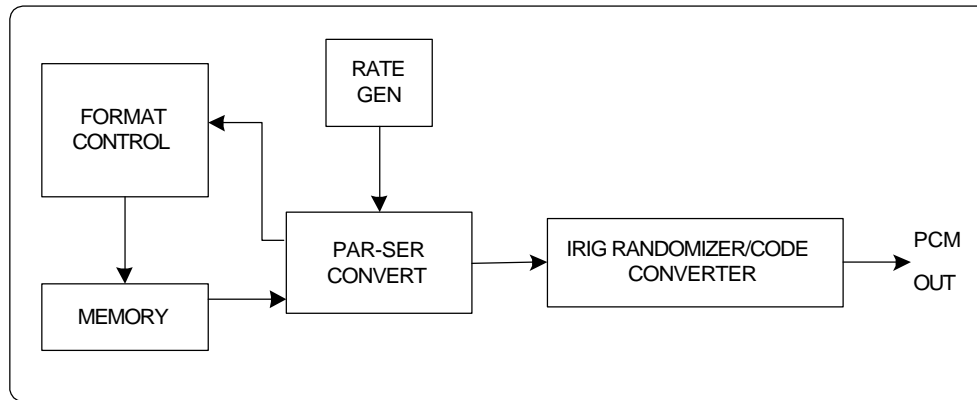 RATE
GEN
FORMAT
CONTROL
PAR-SER
CONVERT
IRIG RANDOMIZER/CODE
CONVERTER
PCM
OUT
MEMORY